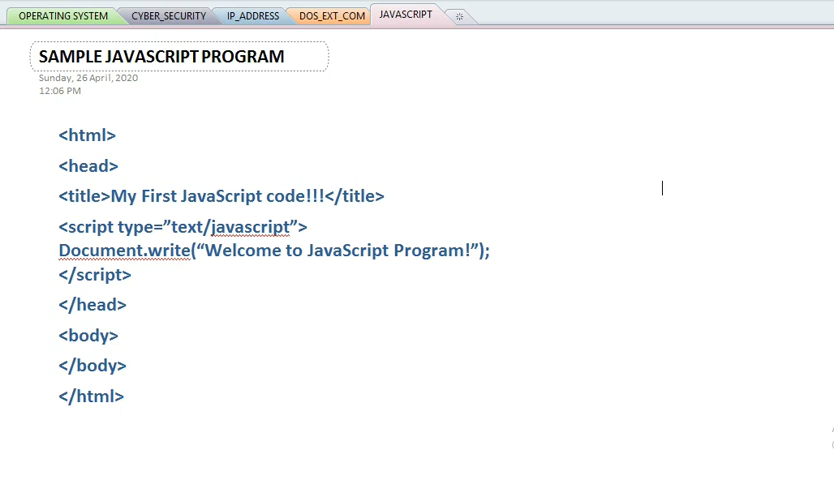 OPERATING SYSTEM CYBER_SECURITY IP_ADDRESS DOS_EXT_COM JAVASCRIPT
SAMPLE JAVASCRIPT PROGRAM
Sunday, 26 April, 2020
12:06 PM
<html>
<head>
<title>My First JavaScript code!!!</title>
<script type=”text/javascript”>
Document.write(“Welcome to JavaScript Program!”);
</script>
</head>
<body>
</body>
</html>